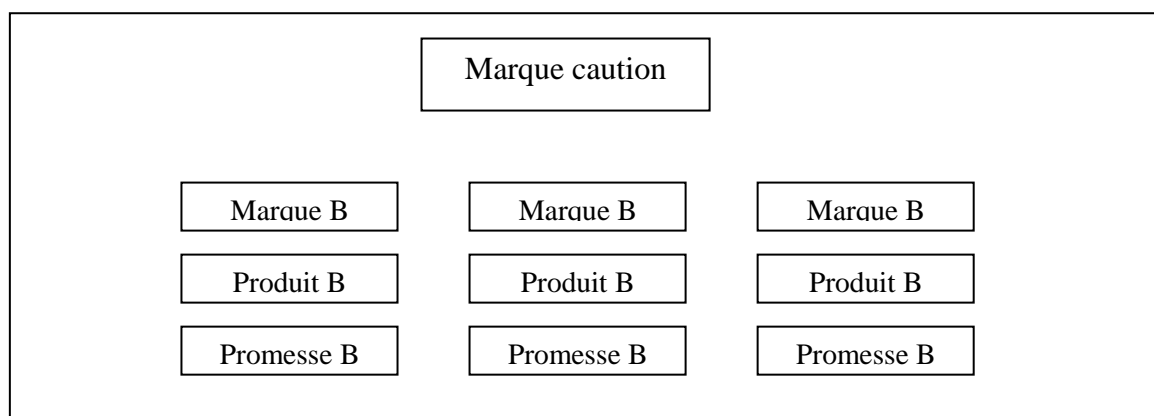 Marque caution
Marque B Marque B Marque B
Produit B Produit B Produit B
Promesse B Promesse B Promesse B